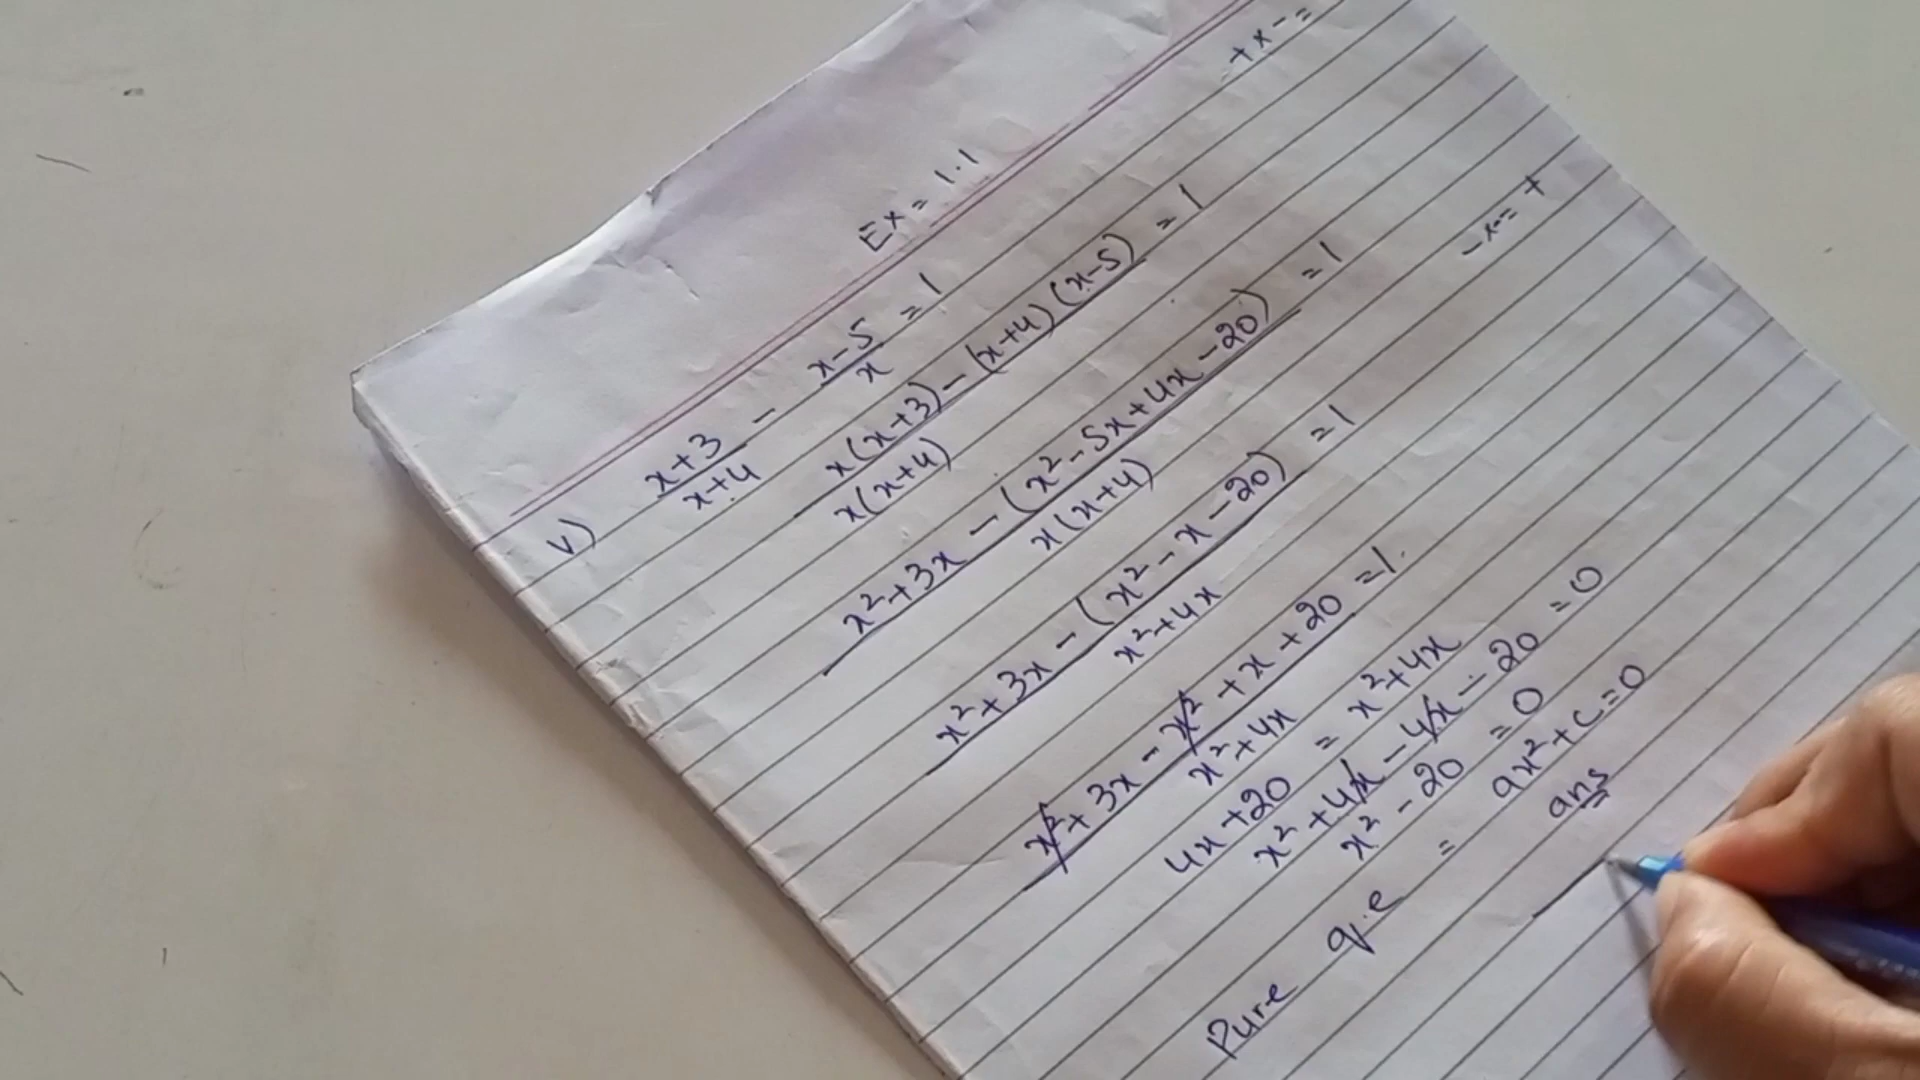 + x - =
Ex = 1.1
- x - = +
v) x+3/x+4 - x-5/x = 1
x(x+3) - (x+4)(x-5)/x(x+4) = 1
x²+3x - (x²-5x+4x-20)/x(x+4) = 1
x²+3x - (x²-x-20)/x²+4x = 1
x²+3x - x²+x+20/x²+4x = 1.
4x+20 = x²+4x
x²+4x-4x-20 = 0
x²-20 = 0
Pure q.e = ax²+c=0
ans